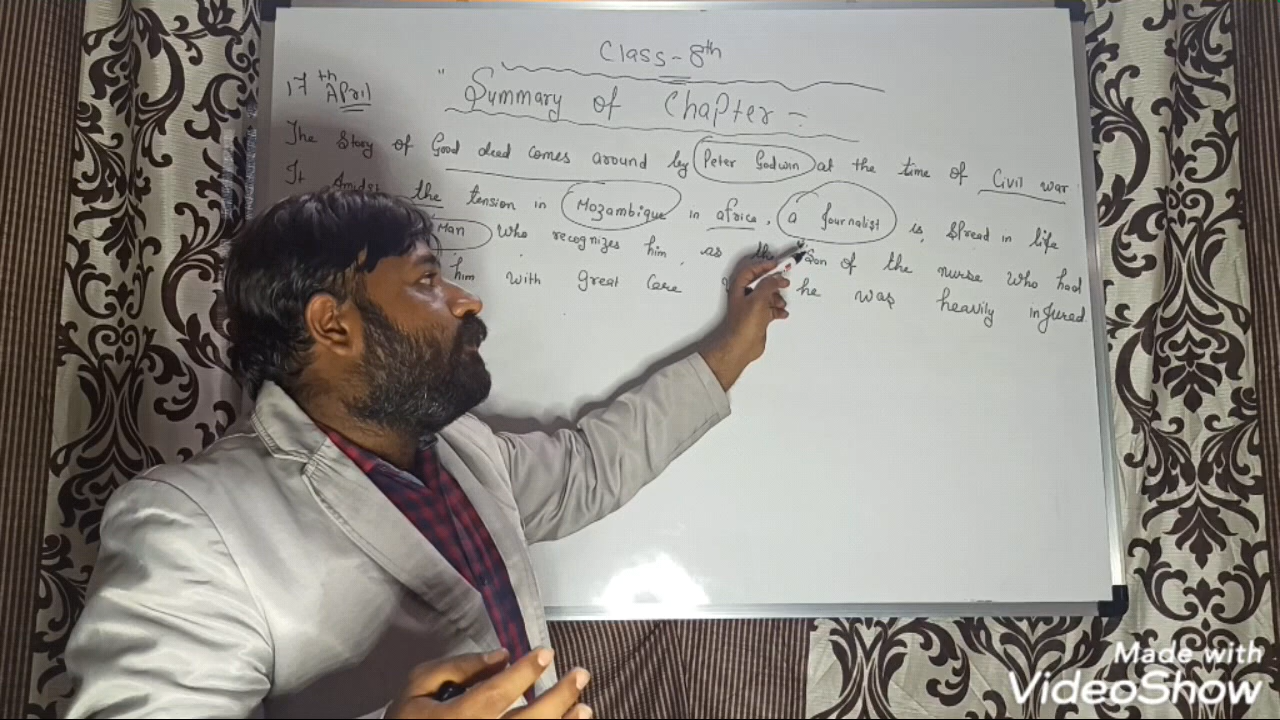 Class-8th
17th April
" Summary of Chapter =
The Story of Good deed comes around by Peter Godwin at the time of Civil war
It Amidst the tension in Mozambique in africa, a Journalist is Spread in life
Man who recognizes him, as the Son of the nurse who had
him with great Care he was heavily injured.
Made with
VideoShow